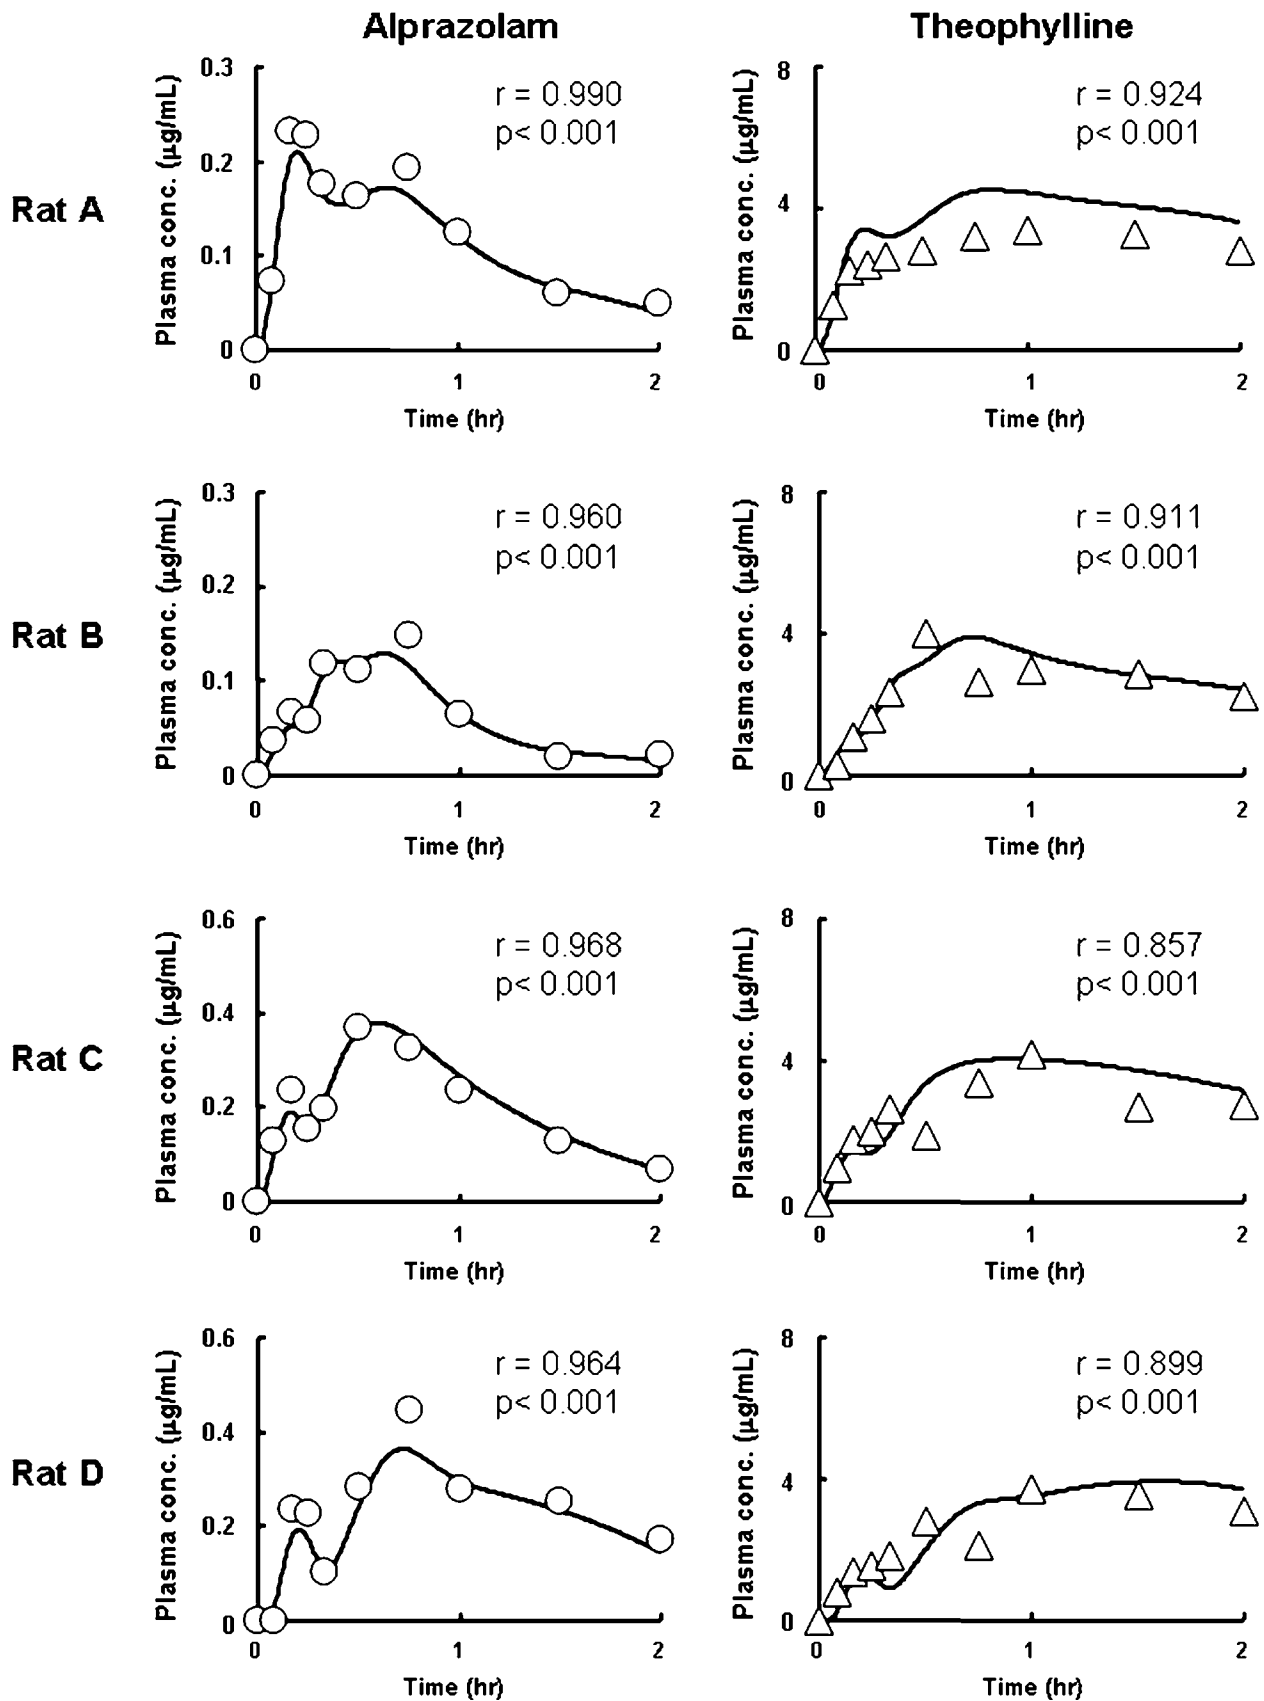 Alprazolam
Theophylline
Rat A
Plasma conc. (µg/mL)
0.3
0.2
0.1
0
r = 0.990
p< 0.001
0
1
2
Time (hr)
Plasma conc. (µg/mL)
8
4
0
r = 0.924
p< 0.001
0
1
2
Time (hr)
Rat B
Plasma conc. (µg/mL)
0.3
0.2
0.1
0
r = 0.960
p< 0.001
0
1
2
Time (hr)
Plasma conc. (µg/mL)
8
4
0
r = 0.911
p< 0.001
0
1
2
Time (hr)
Rat C
Plasma conc. (µg/mL)
0.6
0.4
0.2
0
r = 0.968
p< 0.001
0
1
2
Time (hr)
Plasma conc. (µg/mL)
8
4
0
r = 0.857
p< 0.001
0
1
2
Time (hr)
Rat D
Plasma conc. (µg/mL)
0.6
0.4
0.2
0
r = 0.964
p< 0.001
0
1
2
Time (hr)
Plasma conc. (µg/mL)
8
4
0
r = 0.899
p< 0.001
0
1
2
Time (hr)